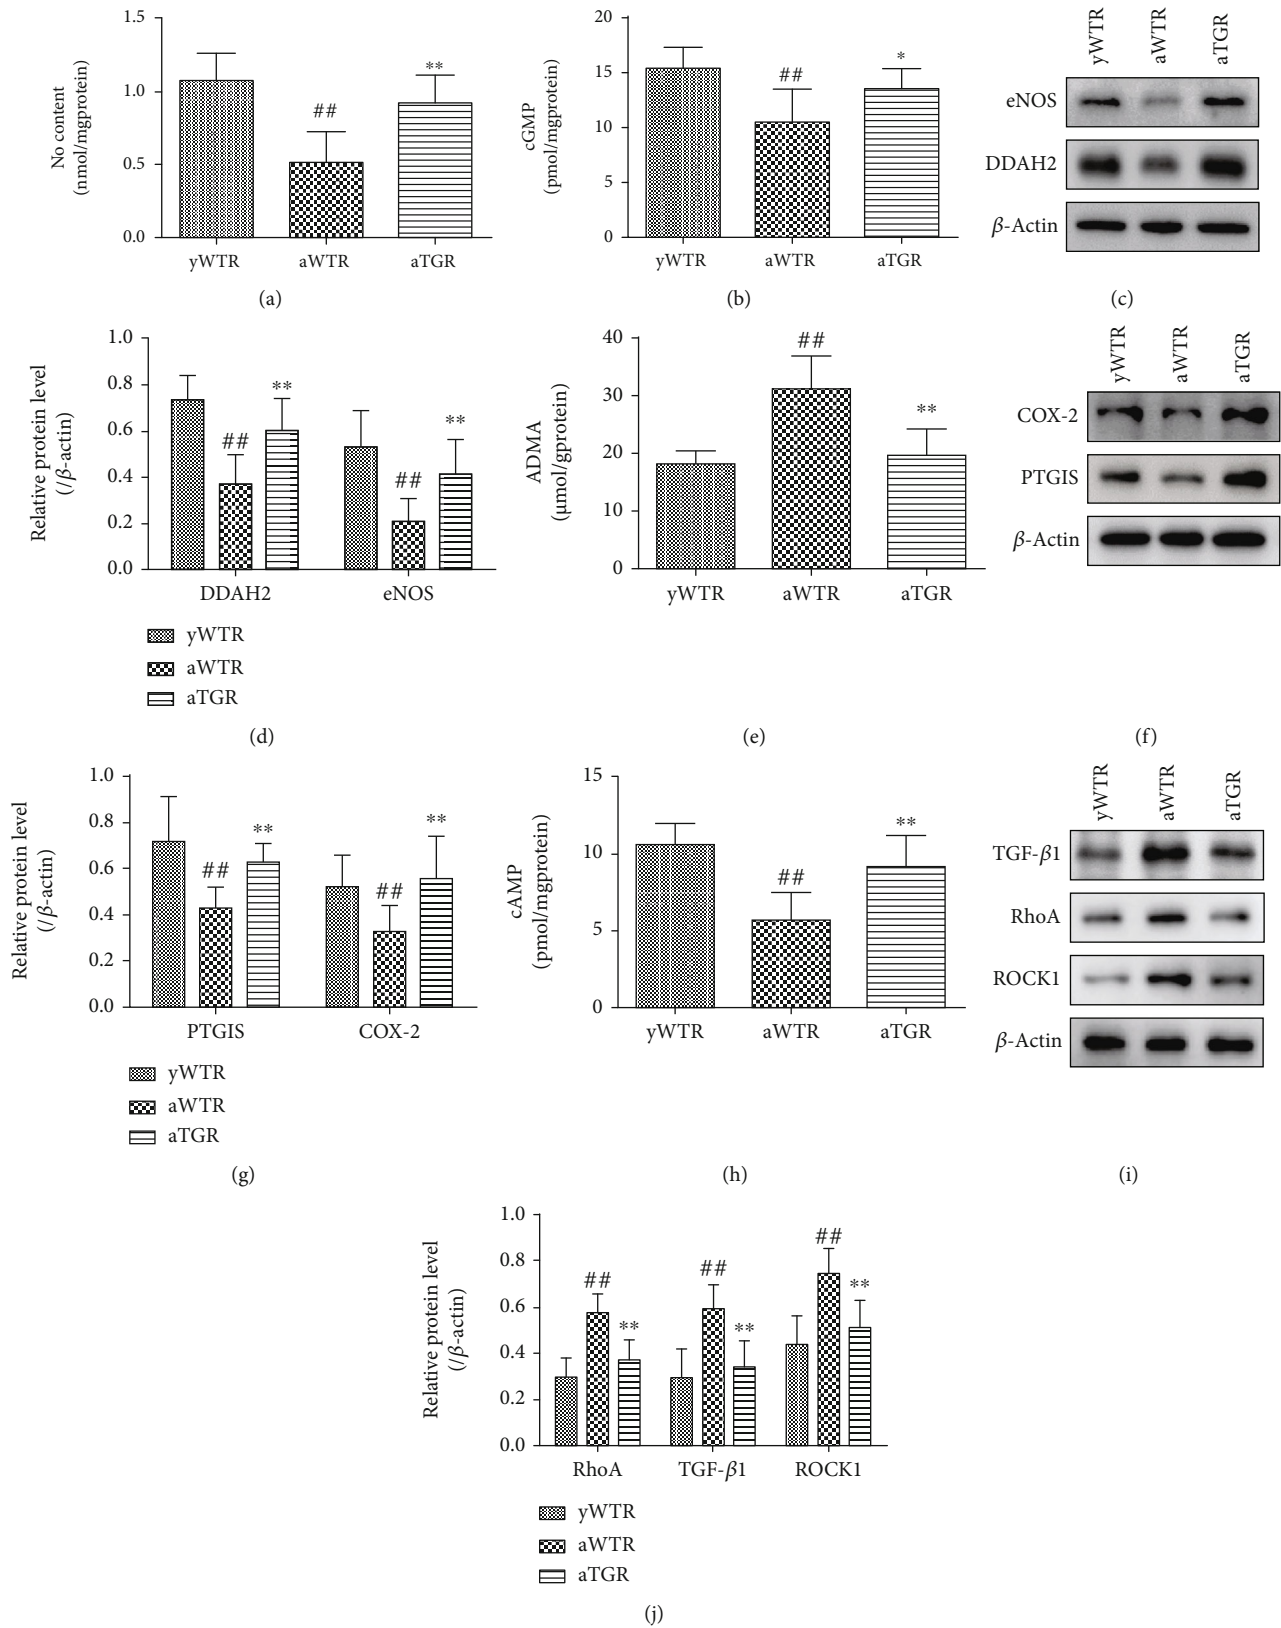 1.5
1.0
0.5
0.0
No content
(nmol/mgprotein)
##
**
yWTR
aWTR
aTGR
(a)
20
15
10
5
0
cGMP
(pmol/mgprotein)
##
*
yWTR
aWTR
aTGR
(b)
yWTR
aWTR
aTGR
eNOS
DDAH2
β-Actin
(c)
1.0
0.8
0.6
0.4
0.2
0.0
Relative protein level
(/β-actin)
##
**
##
**
DDAH2
eNOS
yWTR
aWTR
aTGR
(d)
40
30
20
10
0
ADMA
(μmol/gprotein)
##
**
yWTR
aWTR
aTGR
(e)
yWTR
aWTR
aTGR
COX-2
PTGIS
β-Actin
(f)
1.0
0.8
0.6
0.4
0.2
0.0
Relative protein level
(/β-actin)
##
**
##
**
PTGIS
COX-2
yWTR
aWTR
aTGR
(g)
15
10
5
0
cAMP
(pmol/mgprotein)
##
**
yWTR
aWTR
aTGR
(h)
yWTR
aWTR
aTGR
TGF-β1
RhoA
ROCK1
β-Actin
(i)
1.0
0.8
0.6
0.4
0.2
0.0
Relative protein level
(/β-actin)
##
**
##
**
##
**
RhoA
TGF-β1
ROCK1
yWTR
aWTR
aTGR
(j)